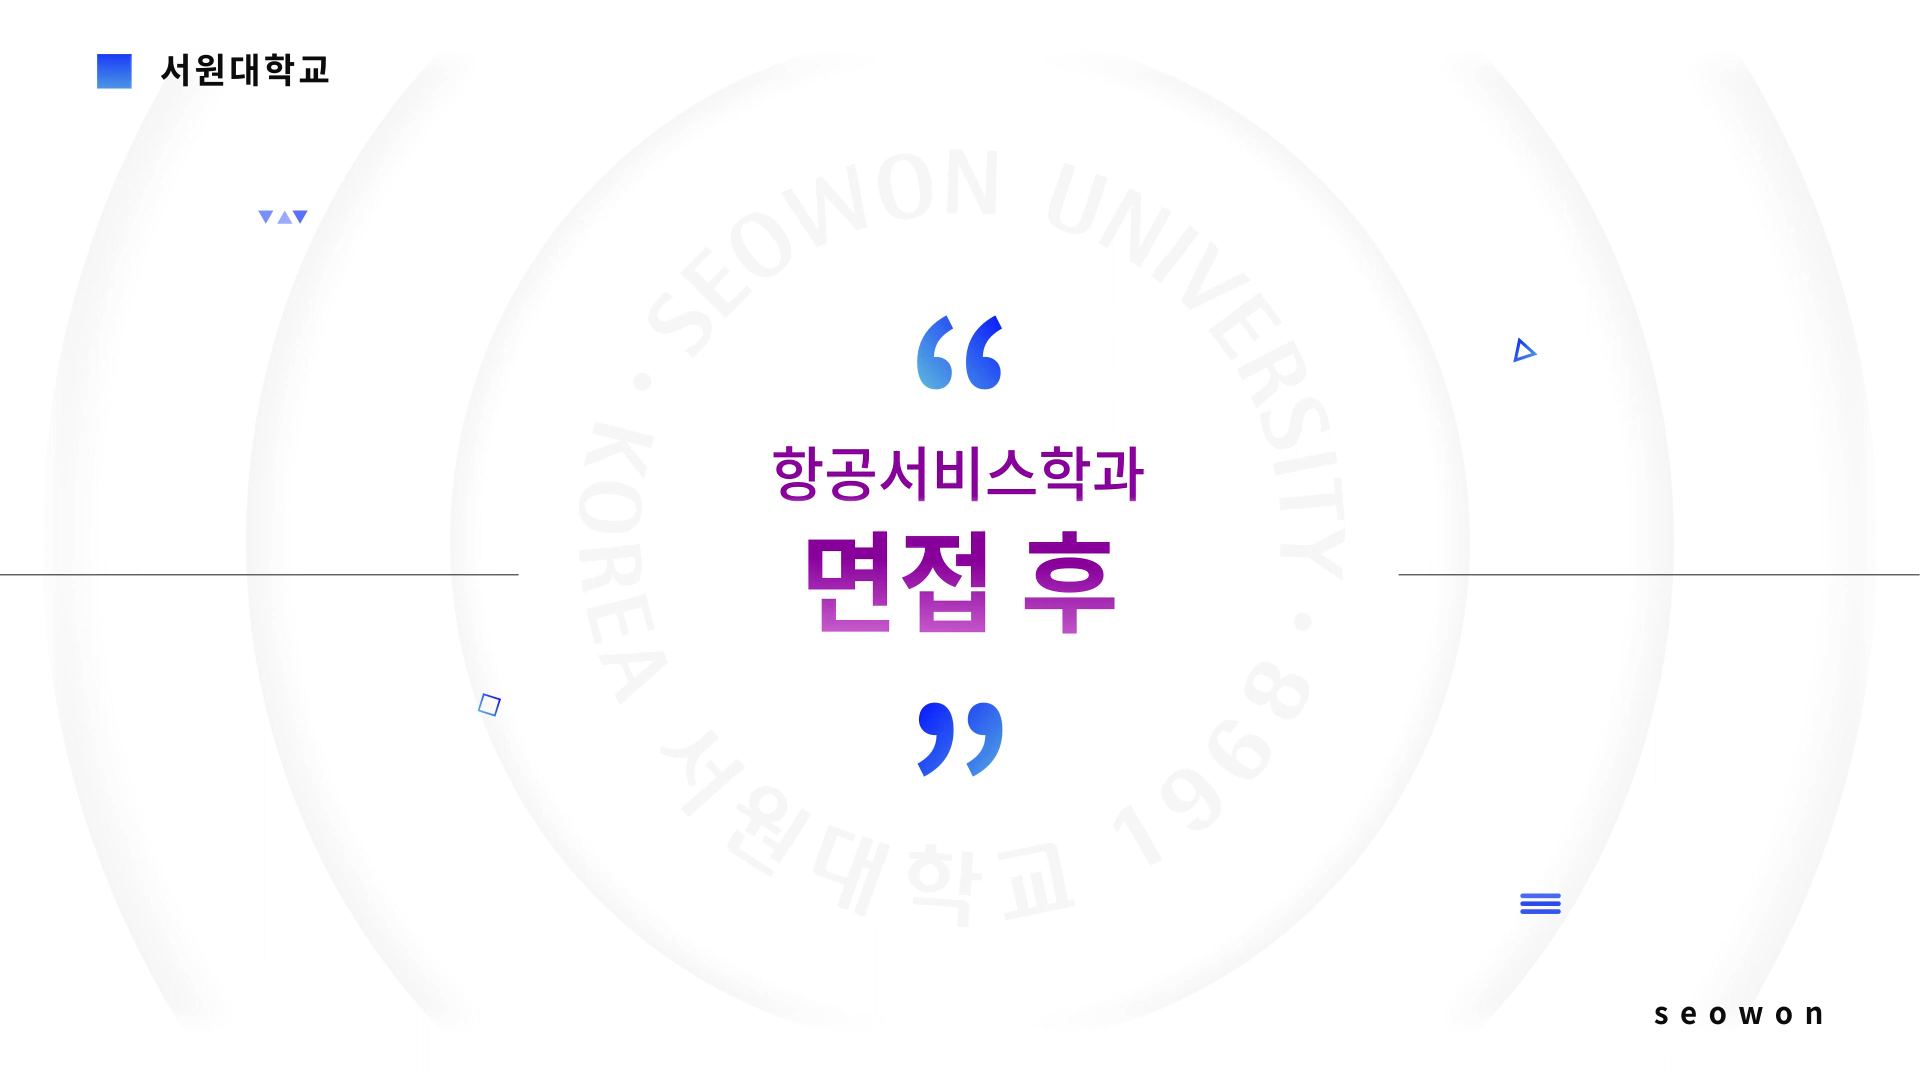 서원대학교
· SEOWON UNIVERSITY ·
“
항공서비스학과
면접 후
”
KOREA 서원대학교 1968
seowon